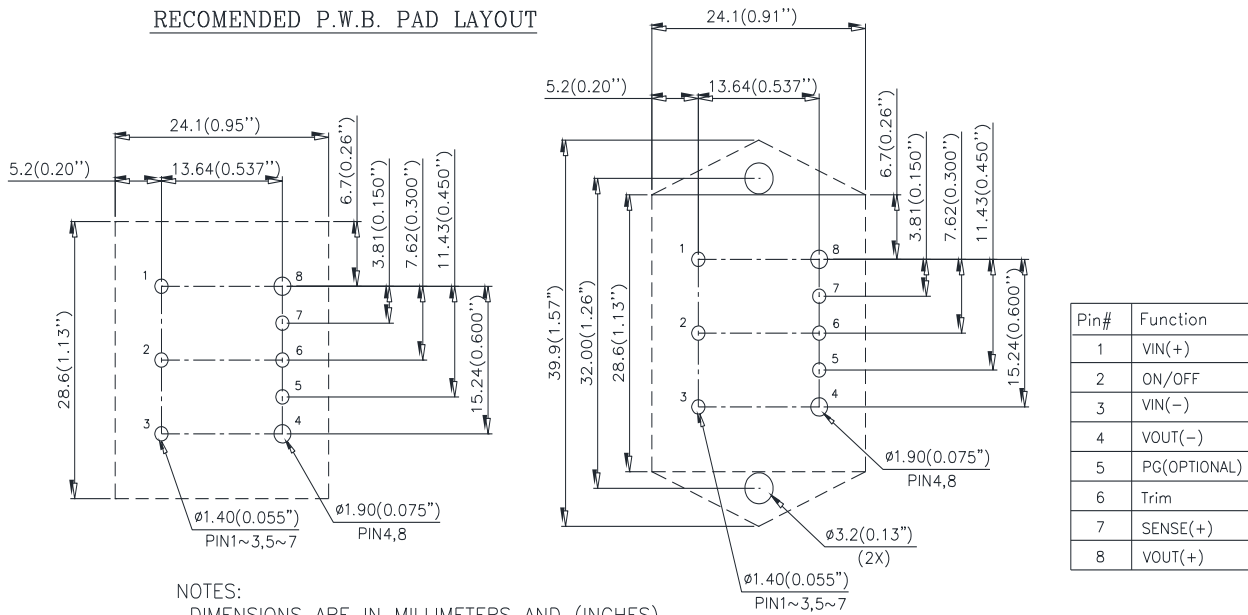 RECOMENDED P.W.B. PAD LAYOUT
24.1(0.95'')
5.2(0.20'')
13.64(0.537'')
6.7(0.26'')
3.81(0.150'')
7.62(0.300'')
11.43(0.450'')
15.24(0.600'')
28.6(1.13'')
1
8
7
2
6
5
3
4
ø1.40(0.055")
PIN1~3,5~7
ø1.90(0.075")
PIN4,8
24.1(0.91'')
5.2(0.20'')
13.64(0.537'')
6.7(0.26'')
3.81(0.150'')
7.62(0.300'')
11.43(0.450'')
15.24(0.600'')
39.9(1.57'')
32.00(1.26'')
28.6(1.13'')
1
8
7
2
6
5
3
4
ø1.90(0.075")
PIN4,8
ø3.2(0.13")
(2X)
ø1.40(0.055")
PIN1~3,5~7
Pin# Function
1 VIN(+)
2 ON/OFF
3 VIN(-)
4 VOUT(-)
5 PG(OPTIONAL)
6 Trim
7 SENSE(+)
8 VOUT(+)
NOTES:
DIMENSIONS ARE IN MILLIMETERS AND (INCHES)